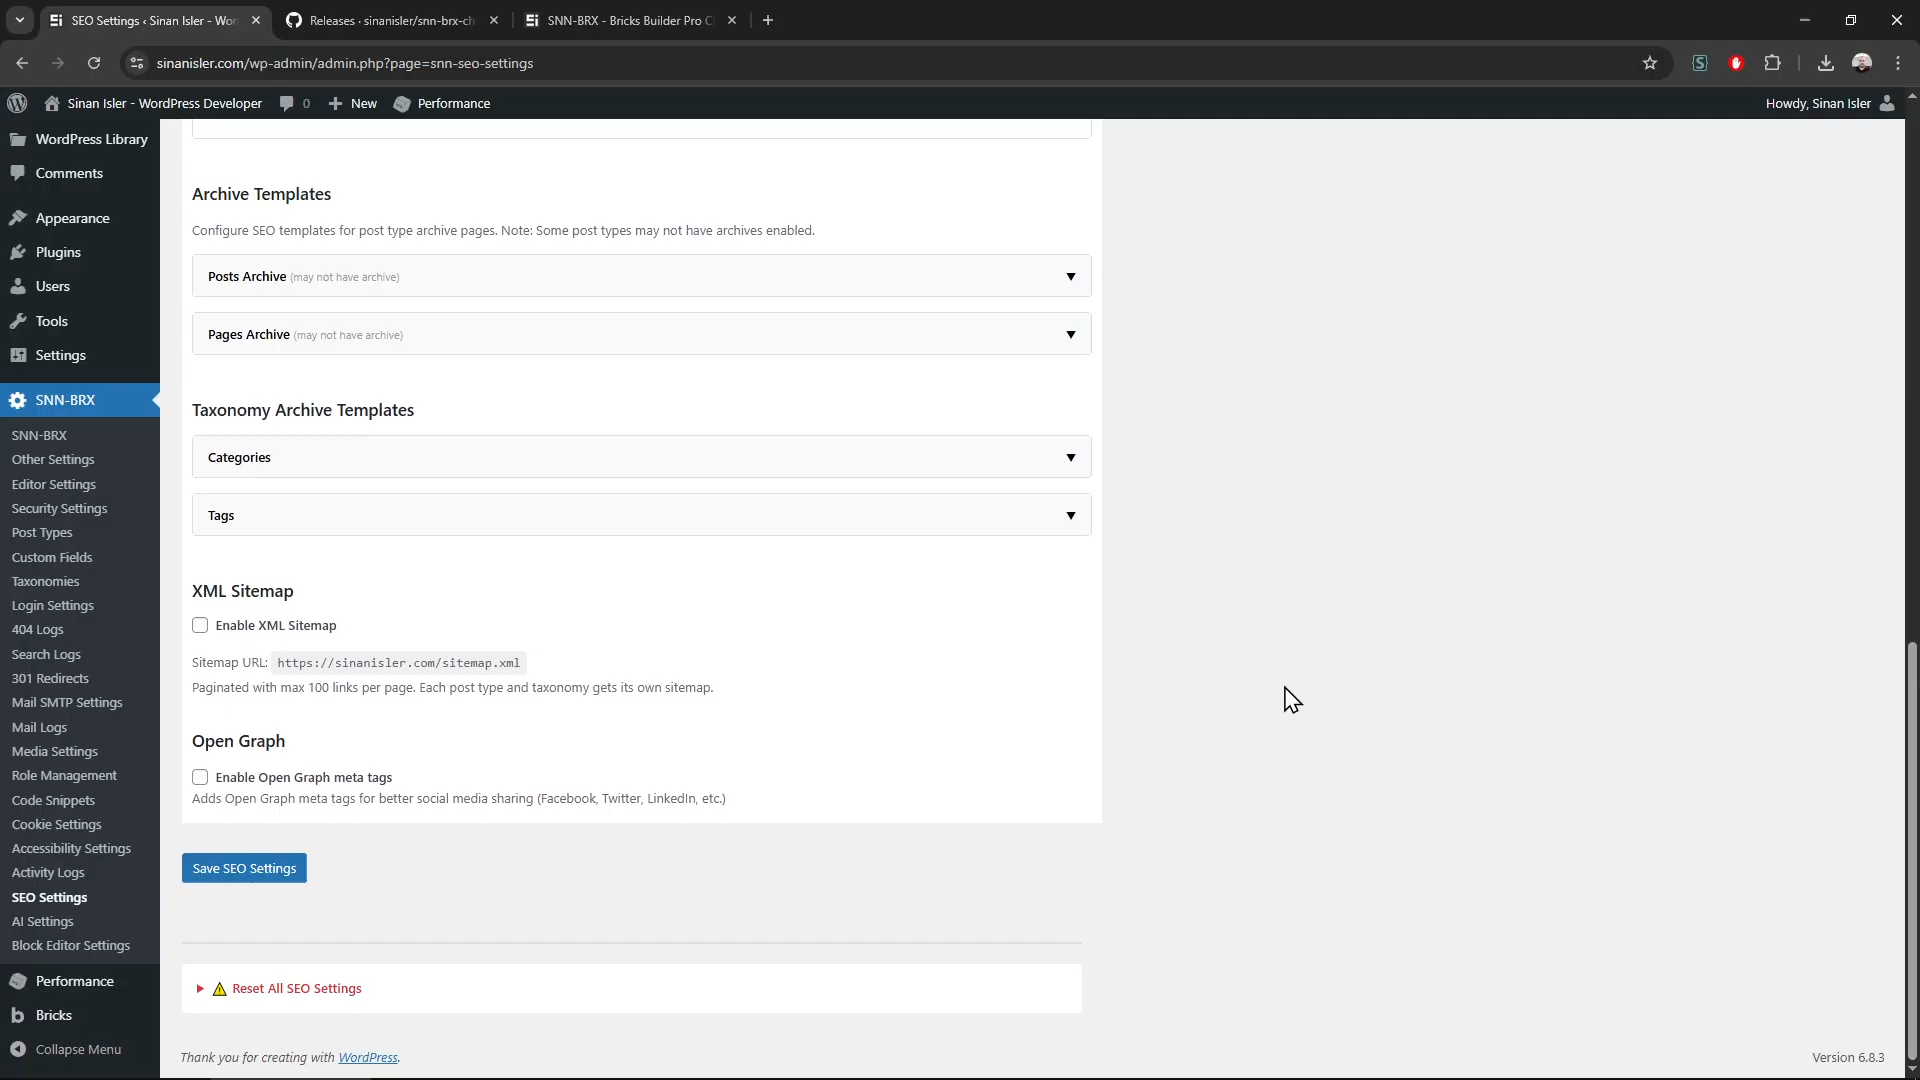 SEO Settings ‹ Sinan Isler - Wor
Releases · sinanisler/snn-brx-ch
SNN-BRX - Bricks Builder Pro C
sinanisler.com/wp-admin/admin.php?page=snn-seo-settings
Sinan Isler - WordPress Developer
0
New
Performance
Howdy, Sinan Isler
WordPress Library
Comments
Appearance
Plugins
Users
Tools
Settings
SNN-BRX
SNN-BRX
Other Settings
Editor Settings
Security Settings
Post Types
Custom Fields
Taxonomies
Login Settings
404 Logs
Search Logs
301 Redirects
Mail SMTP Settings
Mail Logs
Media Settings
Role Management
Code Snippets
Cookie Settings
Accessibility Settings
Activity Logs
SEO Settings
AI Settings
Block Editor Settings
Performance
Bricks
Collapse Menu
Archive Templates
Configure SEO templates for post type archive pages. Note: Some post types may not have archives enabled.
Posts Archive (may not have archive)
Pages Archive (may not have archive)
Taxonomy Archive Templates
Categories
Tags
XML Sitemap
Enable XML Sitemap
Sitemap URL: https://sinanisler.com/sitemap.xml
Paginated with max 100 links per page. Each post type and taxonomy gets its own sitemap.
Open Graph
Enable Open Graph meta tags
Adds Open Graph meta tags for better social media sharing (Facebook, Twitter, LinkedIn, etc.)
Save SEO Settings
Reset All SEO Settings
Thank you for creating with WordPress.
Version 6.8.3